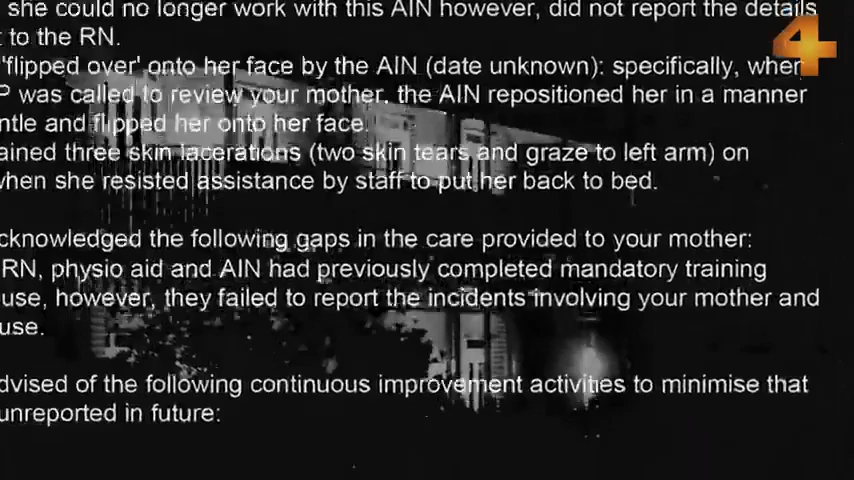 she could no longer work with this AIN however, did not report the details
to the RN.
4
'flipped over' onto her face by the AIN (date unknown): specifically, when
P was called to review your mother, the AIN repositioned her in a manner
ntle and flipped her onto her face.
ained three skin lacerations (two skin tears and graze to left arm) on
when she resisted assistance by staff to put her back to bed.
cknowledged the following gaps in the care provided to your mother:
RN, physio aid and AIN had previously completed mandatory training
use, however, they failed to report the incidents involving your mother and
use.
dvised of the following continuous improvement activities to minimise that
unreported in future: